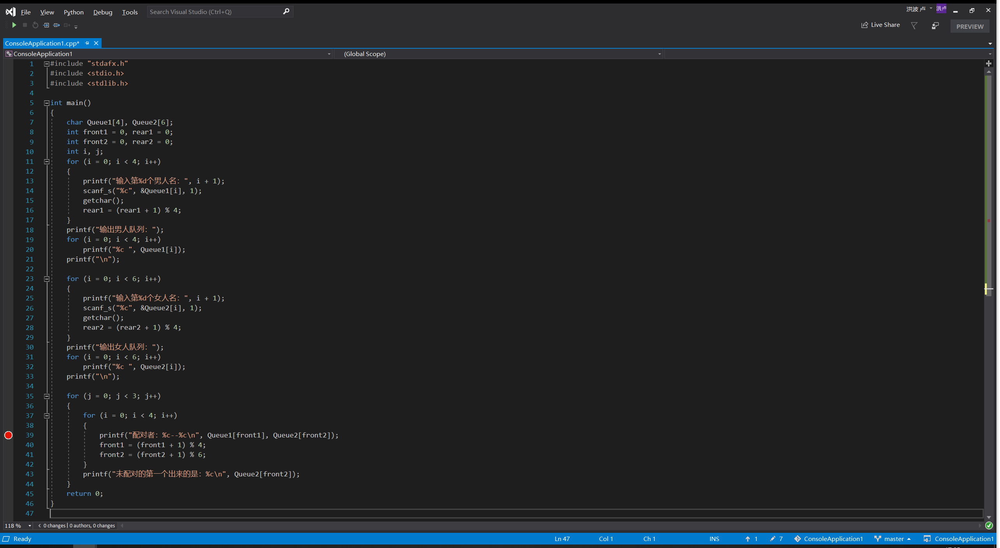 File View Python Debug Tools Search Visual Studio (Ctrl+Q) 洪波 卢 洪卢
Live Share PREVIEW
ConsoleApplication1.cpp*
ConsoleApplication1 (Global Scope)
1 #include "stdafx.h"
2 #include <stdio.h>
3 #include <stdlib.h>
4
5 int main()
6 {
7 char Queue1[4], Queue2[6];
8 int front1 = 0, rear1 = 0;
9 int front2 = 0, rear2 = 0;
10 int i, j;
11 for (i = 0; i < 4; i++)
12 {
13 printf("输入第%d个男人名：", i + 1);
14 scanf_s("%c", &Queue1[i], 1);
15 getchar();
16 rear1 = (rear1 + 1) % 4;
17 }
18 printf("输出男人队列：");
19 for (i = 0; i < 4; i++)
20 printf("%c ", Queue1[i]);
21 printf("\n");
22
23 for (i = 0; i < 6; i++)
24 {
25 printf("输入第%d个女人名：", i + 1);
26 scanf_s("%c", &Queue2[i], 1);
27 getchar();
28 rear2 = (rear2 + 1) % 4;
29 }
30 printf("输出女人队列：");
31 for (i = 0; i < 6; i++)
32 printf("%c ", Queue2[i]);
33 printf("\n");
34
35 for (j = 0; j < 3; j++)
36 {
37 for (i = 0; i < 4; i++)
38 {
39 printf("配对者：%c--%c\n", Queue1[front1], Queue2[front2]);
40 front1 = (front1 + 1) % 4;
41 front2 = (front2 + 1) % 6;
42 }
43 printf("未配对的第一个出来的是：%c\n", Queue2[front2]);
44 }
45 return 0;
46 }
47
118 % 0 changes | 0 authors, 0 changes
Ready Ln 47 Col 1 Ch 1 INS 1 7 ConsoleApplication1 master ConsoleApplication1